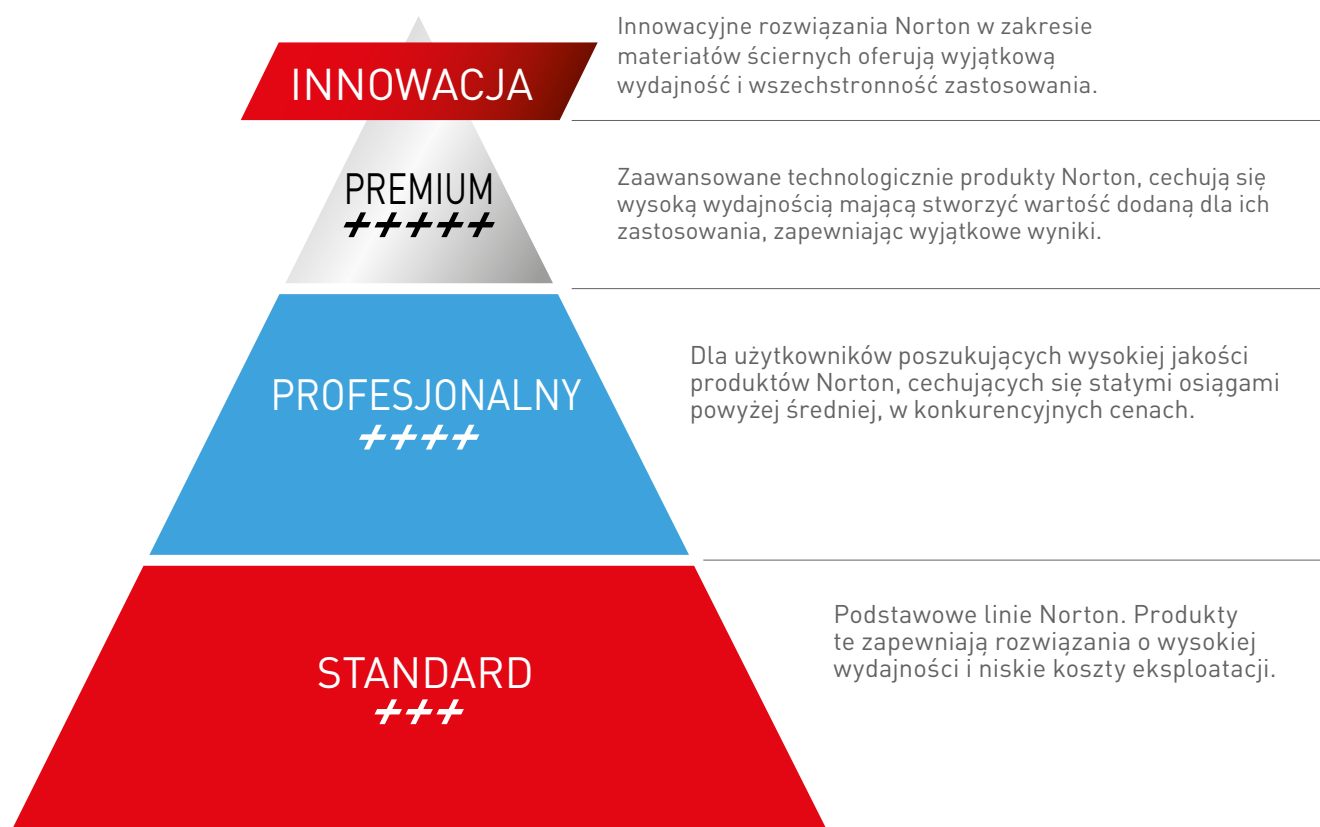 INNOWACJA
Innowacyjne rozwiązania Norton w zakresie
materiałów ściernych oferują wyjątkową
wydajność i wszechstronność zastosowania.
PREMIUM
+++++
Zaawansowane technologicznie produkty Norton, cechują się
wysoką wydajnością mającą stworzyć wartość dodaną dla ich
zastosowania, zapewniając wyjątkowe wyniki.
PROFESJONALNY
++++
Dla użytkowników poszukujących wysokiej jakości
produktów Norton, cechujących się stałymi osiągami
powyżej średniej, w konkurencyjnych cenach.
STANDARD
+++
Podstawowe linie Norton. Produkty
te zapewniają rozwiązania o wysokiej
wydajności i niskie koszty eksploatacji.